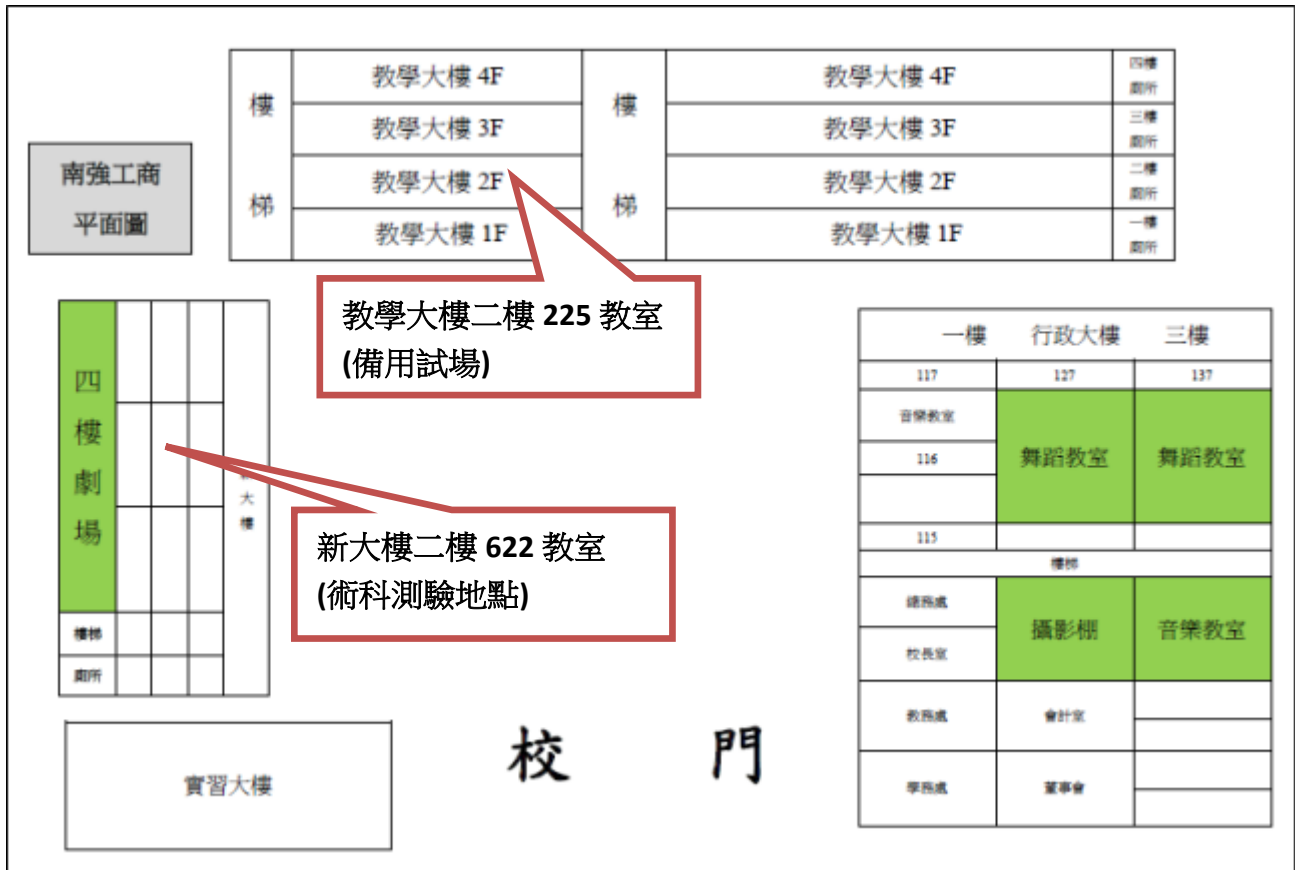 南強工商
平面圖
樓梯
教學大樓 4F
教學大樓 3F
教學大樓 2F
教學大樓 1F
樓梯
教學大樓 4F
教學大樓 3F
教學大樓 2F
教學大樓 1F
四樓
廁所
三樓
廁所
二樓
廁所
一樓
廁所
教學大樓二樓 225 教室
(備用試場)
四樓劇場
樓梯
廁所
大樓
新大樓二樓 622 教室
(術科測驗地點)
一樓 行政大樓 三樓
117 127 137
音樂教室
116
舞蹈教室 舞蹈教室
115
樓梯
總務處
校長室
攝影棚 音樂教室
教務處 會計室
學務處 董事會
實習大樓
校 門